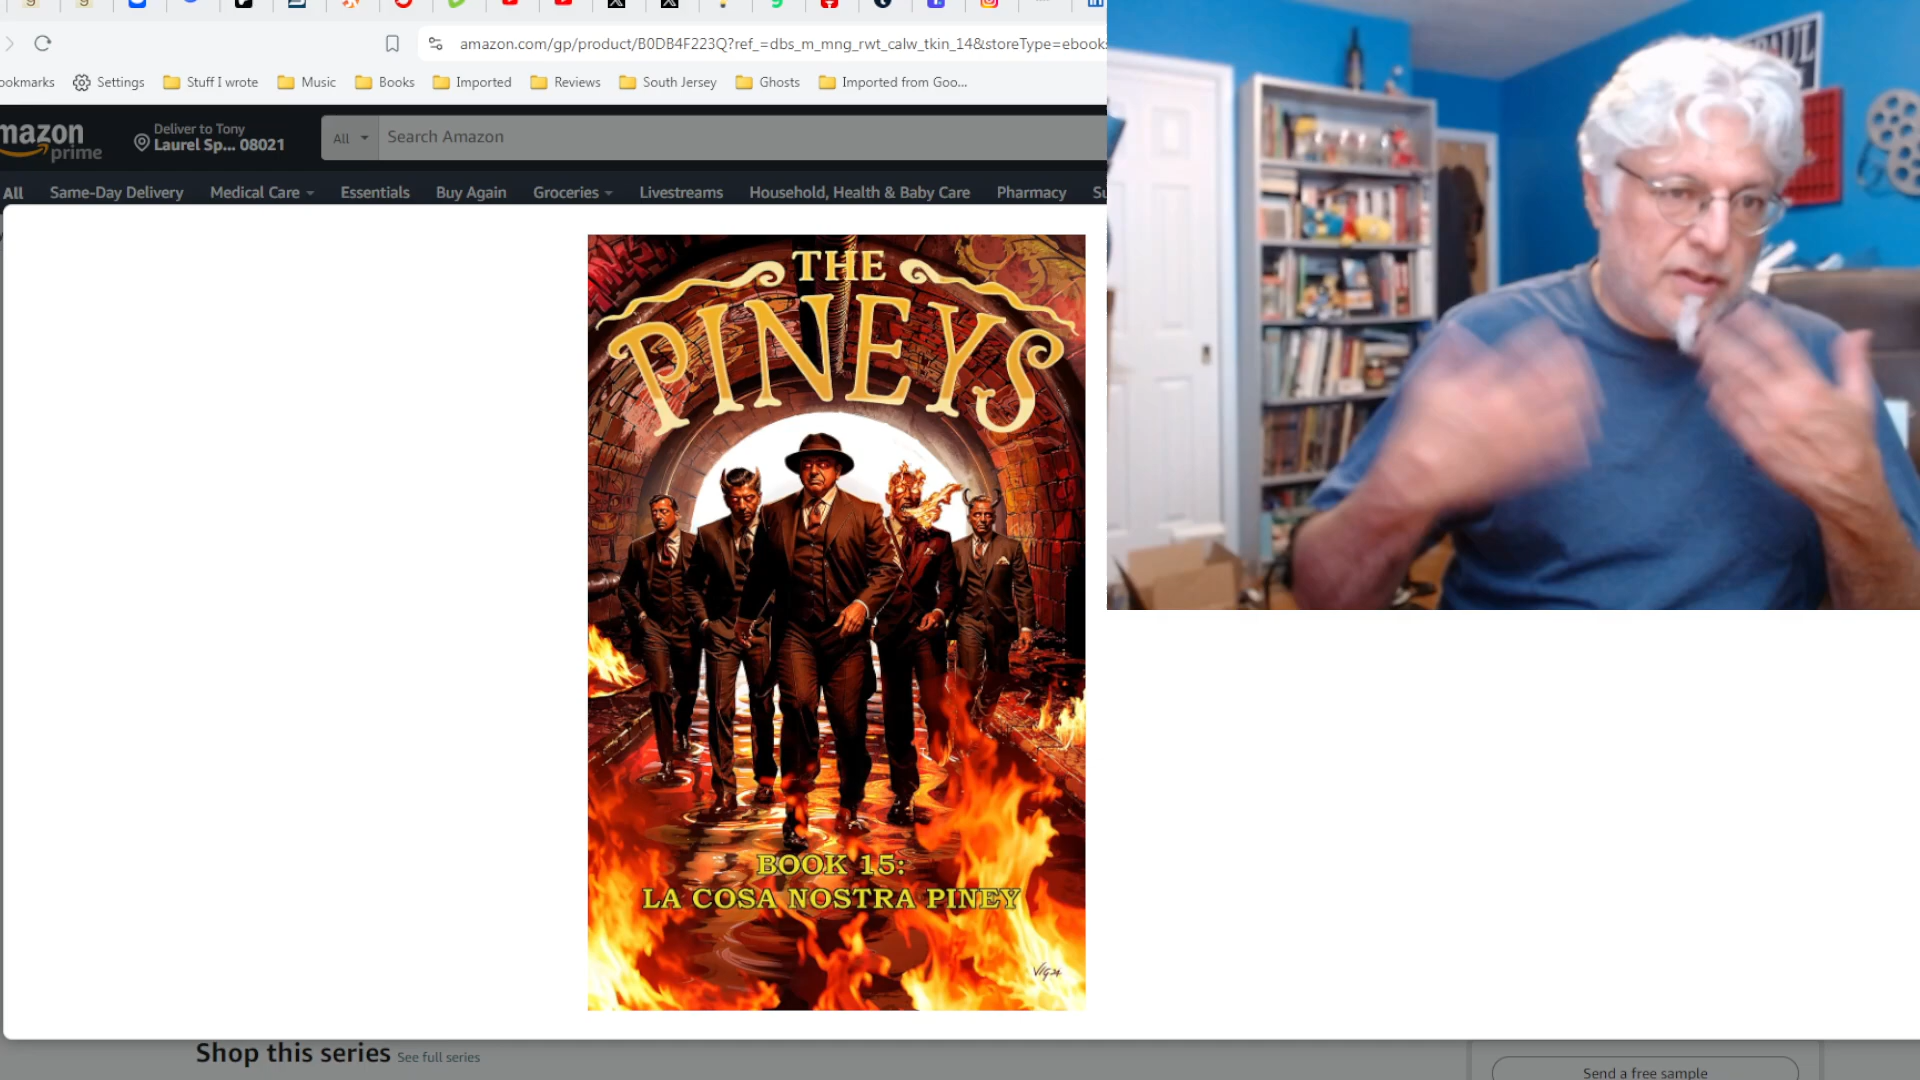 amazon.com/gp/product/B0DB4F223Q?ref_=dbs_m_mng_rwt_calw_tkin_14&storeType=ebook
ookmarks Settings Stuff I wrote Music Books Imported Reviews South Jersey Ghosts Imported from Goo...
mazon
prime
Deliver to Tony
Laurel Sp... 08021
All
Search Amazon
All Same-Day Delivery Medical Care Essentials Buy Again Groceries Livestreams Household, Health & Baby Care Pharmacy Su
THE
PINEYS
BOOK 15:
LA COSA NOSTRA PINEY
Shop this series See full series
Send a free sample